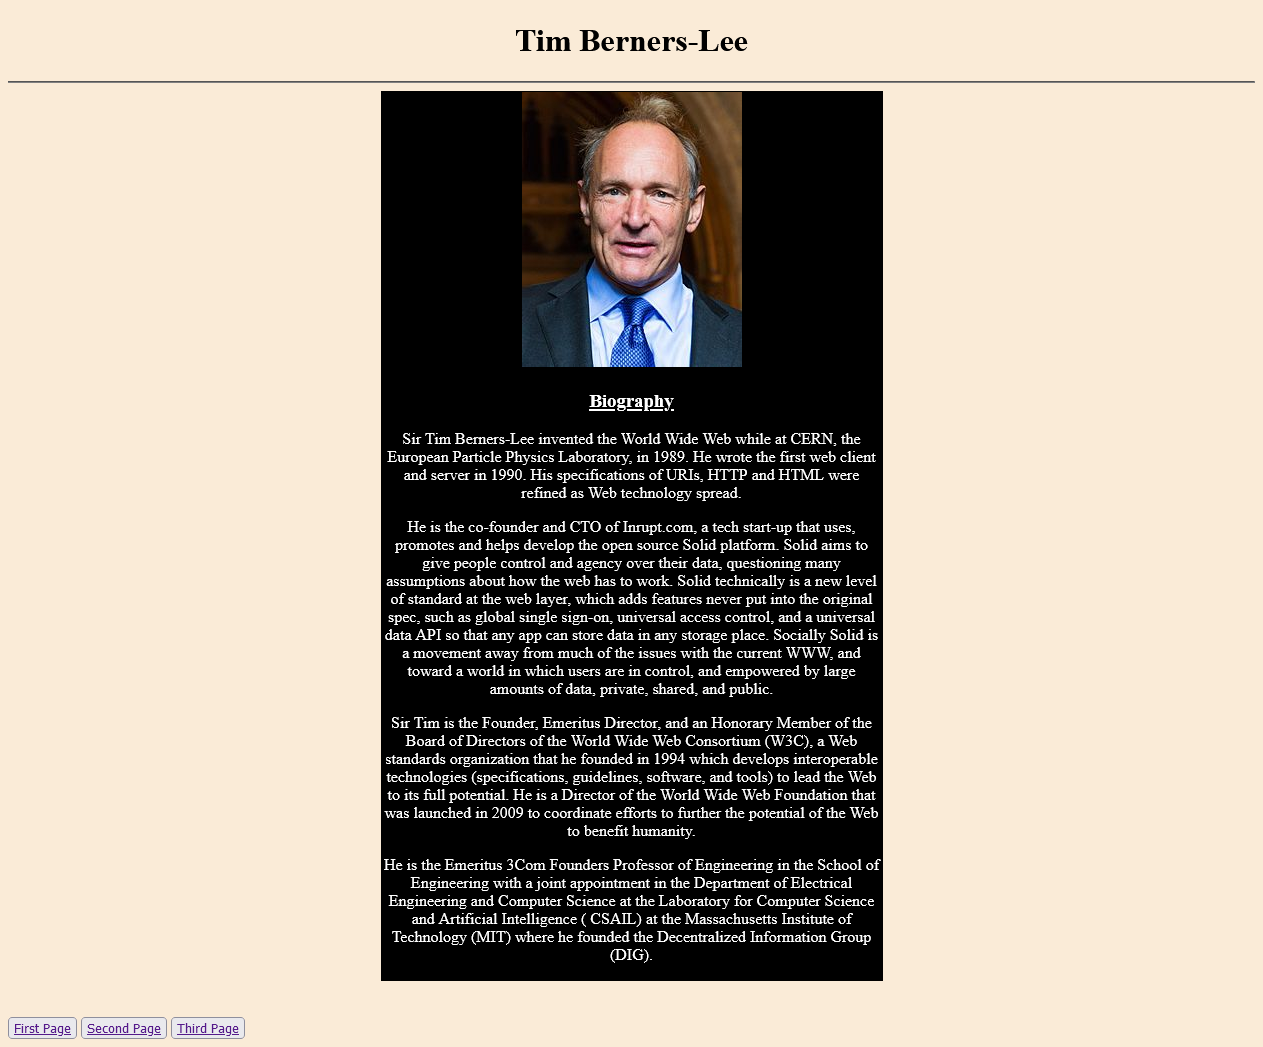 Tim Berners-Lee
Biography
Sir Tim Berners-Lee invented the World Wide Web while at CERN, the
European Particle Physics Laboratory, in 1989. He wrote the first web client
and server in 1990. His specifications of URIs, HTTP and HTML were
refined as Web technology spread.
He is the co-founder and CTO of Inrupt.com, a tech start-up that uses,
promotes and helps develop the open source Solid platform. Solid aims to
give people control and agency over their data, questioning many
assumptions about how the web has to work. Solid technically is a new level
of standard at the web layer, which adds features never put into the original
spec, such as global single sign-on, universal access control, and a universal
data API so that any app can store data in any storage place. Socially Solid is
a movement away from much of the issues with the current WWW, and
toward a world in which users are in control, and empowered by large
amounts of data, private, shared, and public.
Sir Tim is the Founder, Emeritus Director, and an Honorary Member of the
Board of Directors of the World Wide Web Consortium (W3C), a Web
standards organization that he founded in 1994 which develops interoperable
technologies (specifications, guidelines, software, and tools) to lead the Web
to its full potential. He is a Director of the World Wide Web Foundation that
was launched in 2009 to coordinate efforts to further the potential of the Web
to benefit humanity.
He is the Emeritus 3Com Founders Professor of Engineering in the School of
Engineering with a joint appointment in the Department of Electrical
Engineering and Computer Science at the Laboratory for Computer Science
and Artificial Intelligence ( CSAIL) at the Massachusetts Institute of
Technology (MIT) where he founded the Decentralized Information Group
(DIG).
First Page Second Page Third Page